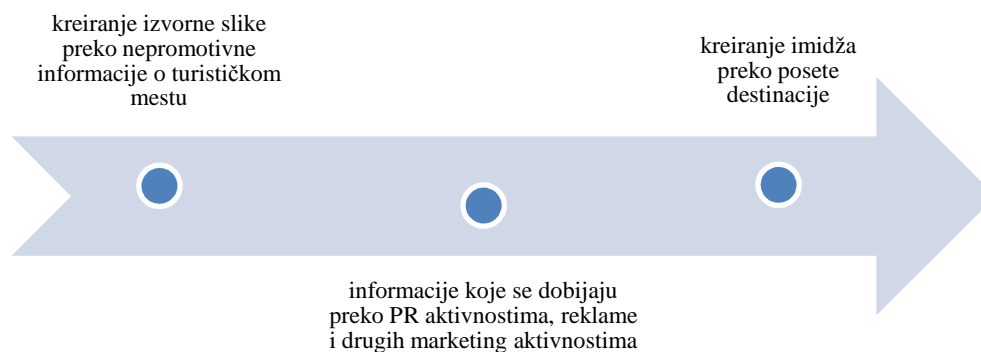 kreiranje izvorne slike
preko nepromotivne
informacije o turističkom
mestu
informacije koje se dobijaju
preko PR aktivnostima, reklame
i drugih marketing aktivnostima
kreiranje imidža
preko posete
destinacije